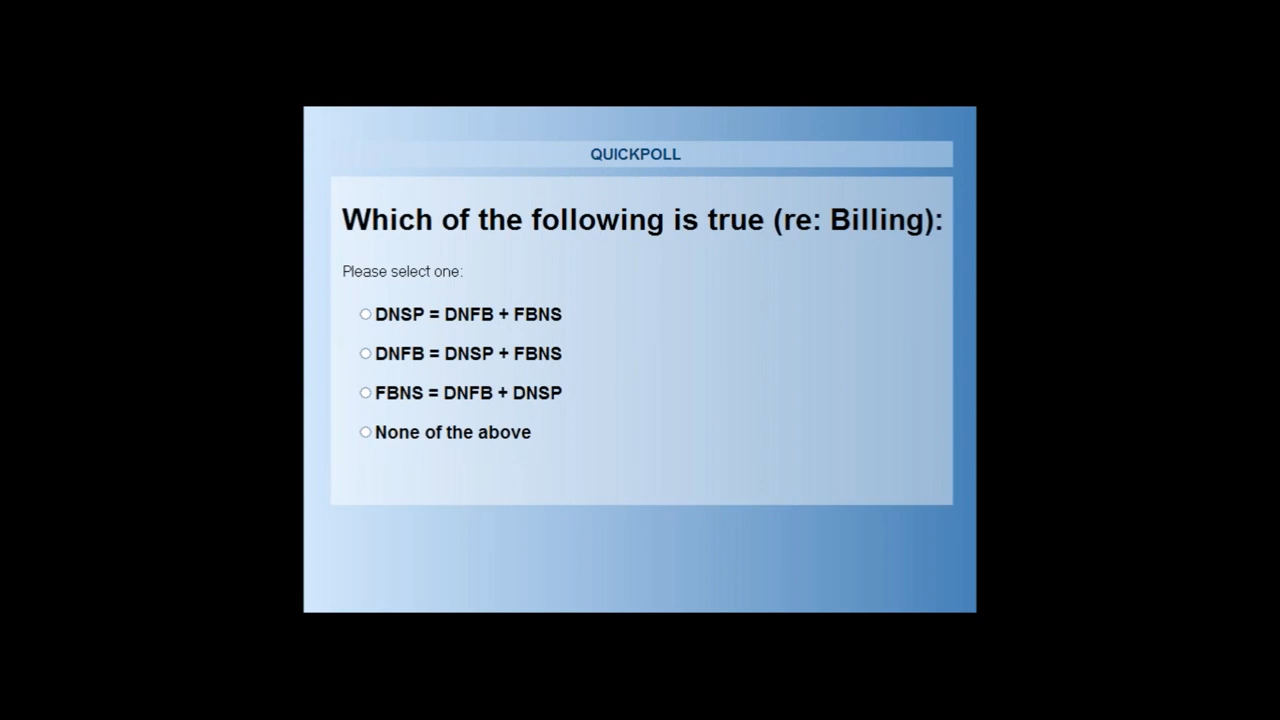 QUICKPOLL
Which of the following is true (re: Billing):
Please select one:
DNSP = DNFB + FBNS
DNFB = DNSP + FBNS
FBNS = DNFB + DNSP
None of the above